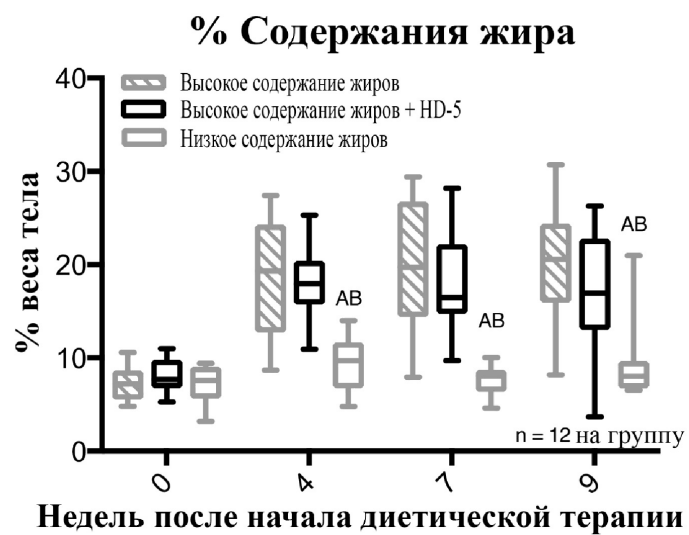 % Содержания жира
40
Высокое содержание жиров
Высокое содержание жиров + HD-5
Низкое содержание жиров
30
% веса тела
20
AB
AB
AB
10
n = 12 на группу
0
0
4
7
9
Недель после начала диетической терапии